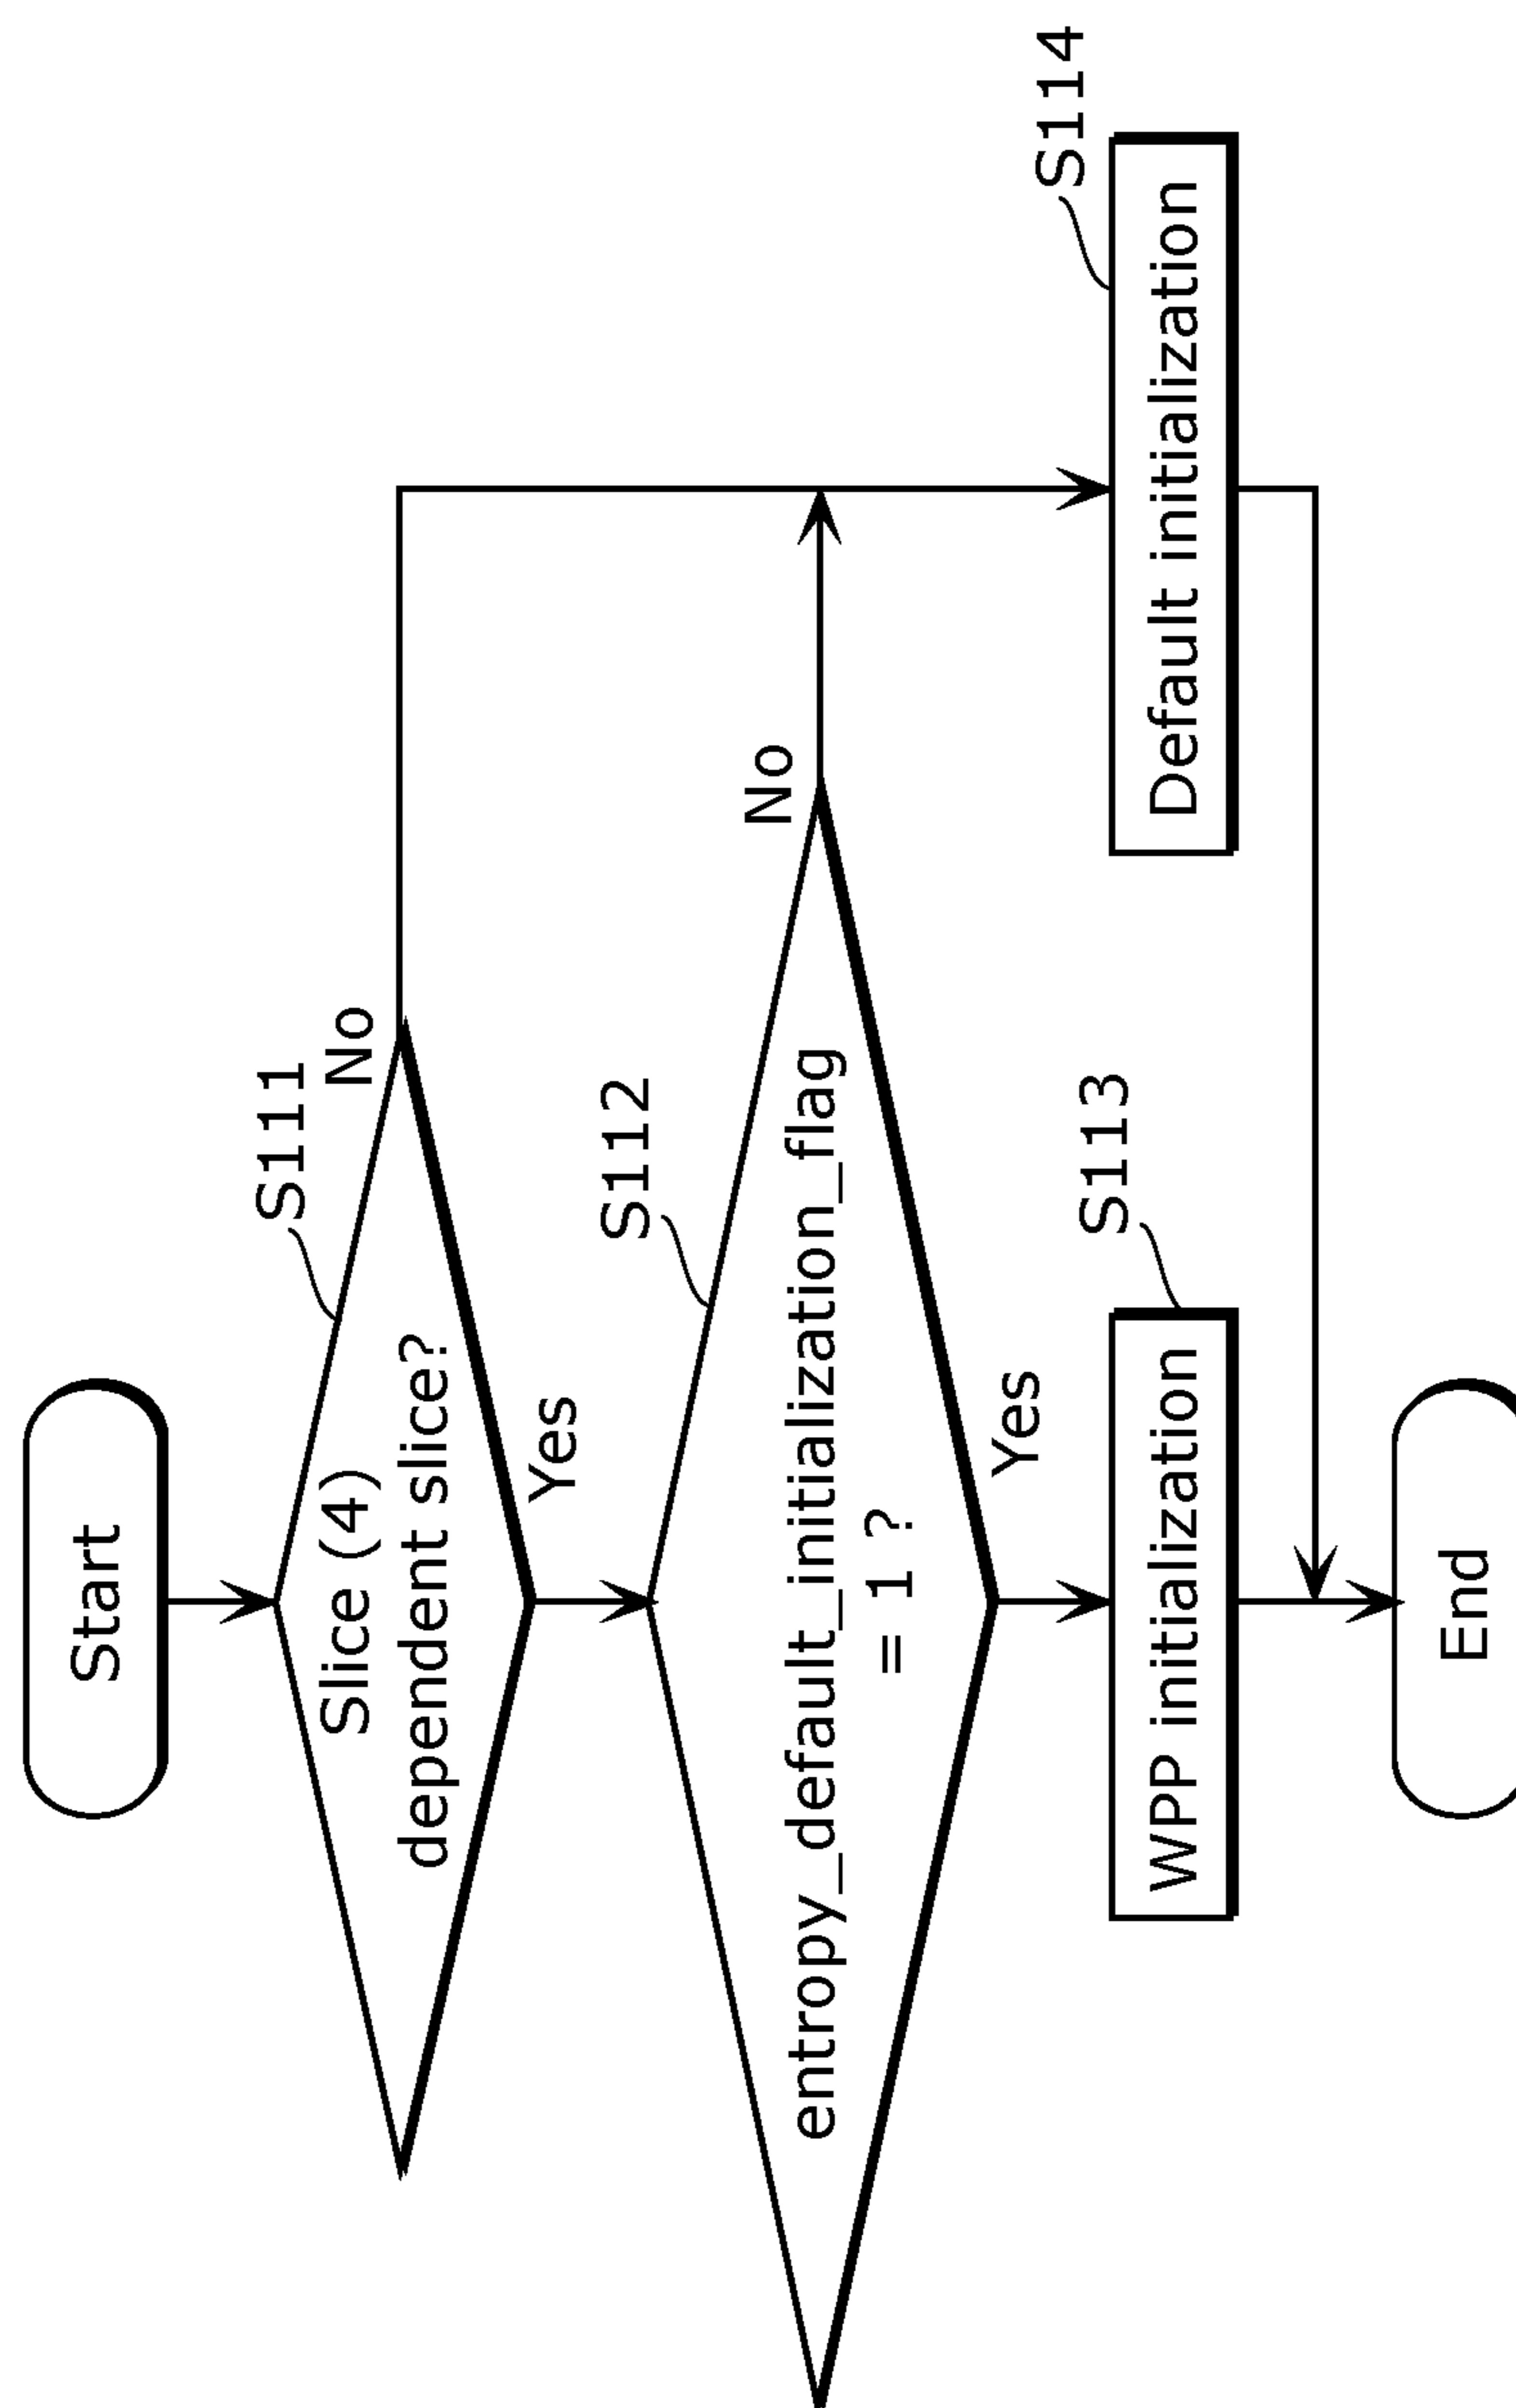 Start
S111
Slice (4)
dependent slice?
No
Yes
S112
entropy_default_initialization_flag
= 1 ?
No
Yes
S113
WPP initialization
S114
Default initialization
End